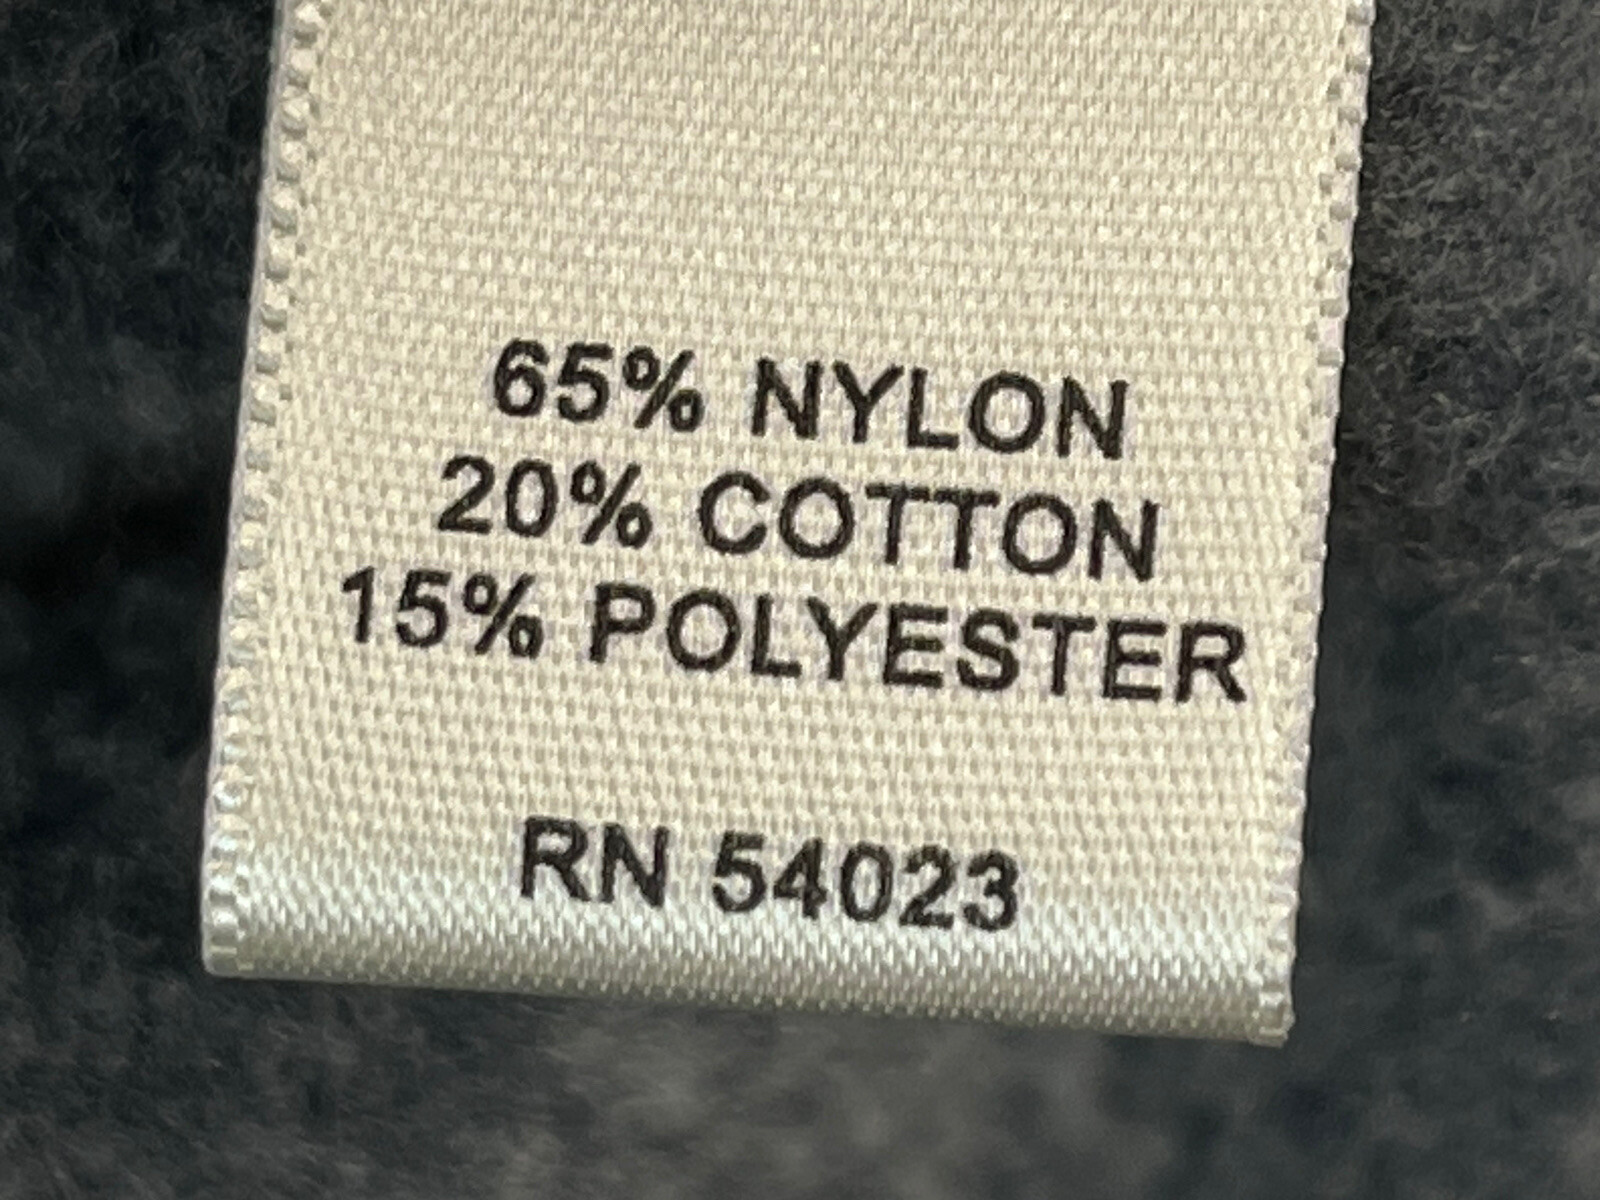 65% NYLON
20% COTTON
15% POLYESTER
RN 54023